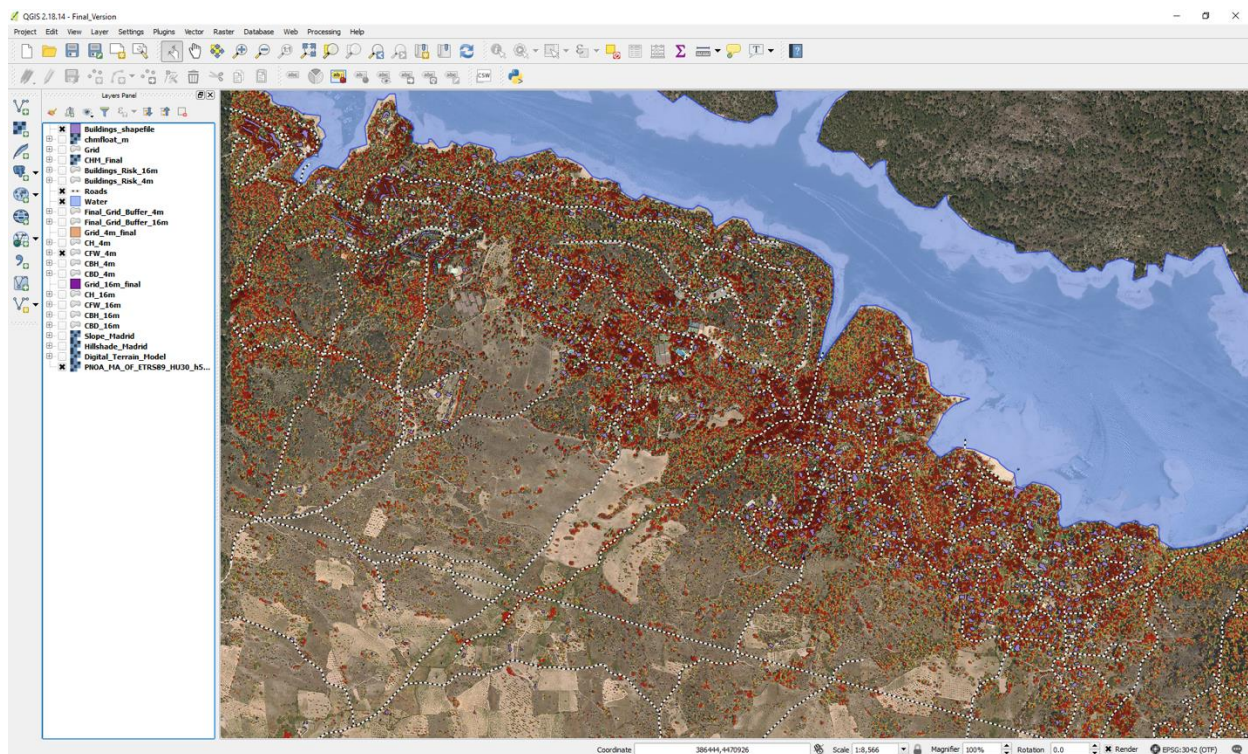 QGIS 2.18.14 - Final_Version
Project Edit View Layer Settings Plugins Vector Raster Database Web Processing Help
CSW
Layers Panel
Buildings_shapefile
chmfloat_m
Grid
CHM_Final
Buildings_Risk_16m
Buildings_Risk_4m
Roads
Water
Final_Grid_Buffer_4m
Final_Grid_Buffer_16m
Grid_4m_final
CH_4m
CFW_4m
CBH_4m
CBD_4m
Grid_16m_final
CH_16m
CFW_16m
CBH_16m
CBD_16m
Slope_Madrid
Hillshade_Madrid
Digital_Terrain_Model
PNOA_MA_OF_ETRS89_HU30_h5...
Coordinate 386444,4470926 Scale 1:8,566 Magnifier 100% Rotation 0.0 Render EPSG:3042 (OTF)